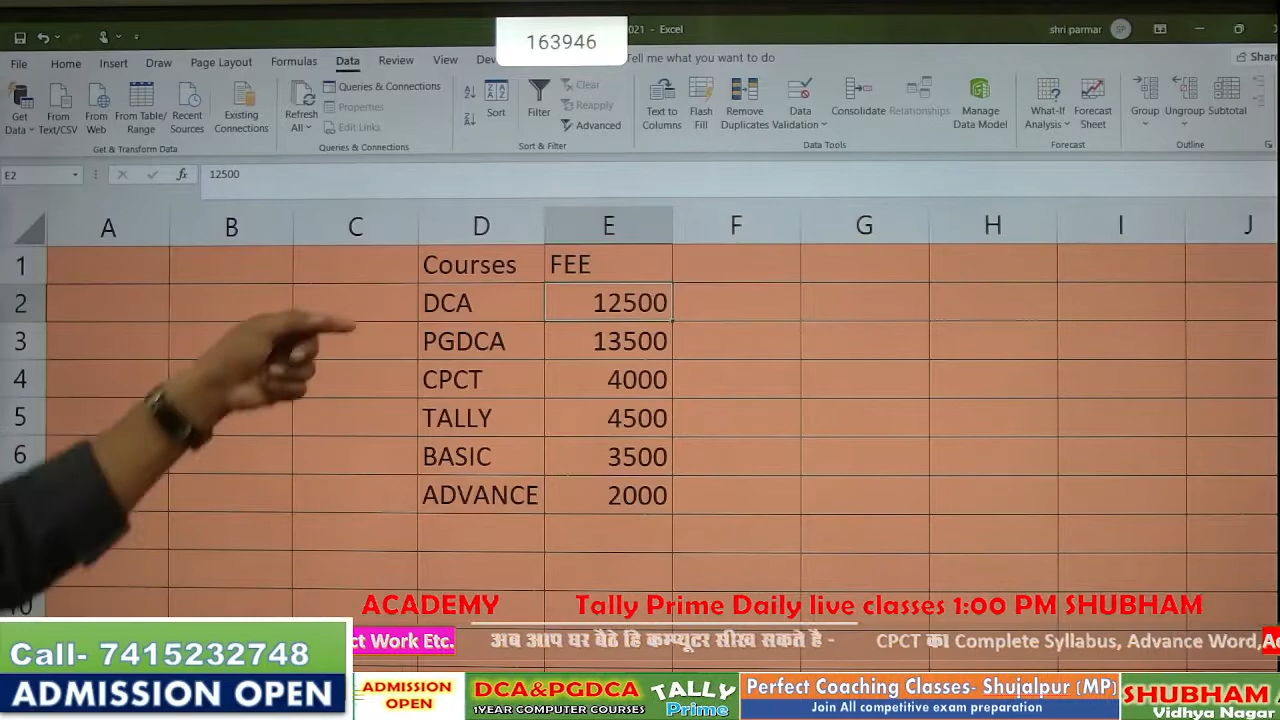 163946
021 - Excel
shri parmar
SP
File Home Insert Draw Page Layout Formulas Data Review View Dev Tell me what you want to do Share
Get Data
From Text/CSV
From Web
From Table/ Range
Recent Sources
Existing Connections
Refresh All
Queries & Connections
Properties
Edit Links
Sort
Filter
Clear
Reapply
Advanced
Text to Columns
Flash Fill
Remove Duplicates
Data Validation
Consolidate
Relationships
Manage Data Model
What-If Analysis
Forecast Sheet
Group
Ungroup
Subtotal
Get & Transform Data
Queries & Connections
Sort & Filter
Data Tools
Forecast
Outline
E2 fx 12500
A B C D E F G H I J
1 Courses FEE
2 DCA 12500
3 PGDCA 13500
4 CPCT 4000
5 TALLY 4500
6 BASIC 3500
ADVANCE 2000
10
ACADEMY Tally Prime Daily live classes 1:00 PM SHUBHAM
ct Work Etc. अब आप घर बैठे हि कम्प्यूटर सीख सकते है - CPCT का Complete Syllabus, Advance Word,
Call- 7415232748
ADMISSION OPEN
ADMISSION OPEN
DCA&PGDCA
1YEAR COMPUTER COURSES
TALLY Prime
Perfect Coaching Classes- Shujalpur (MP)
Join All competitive exam preparation
SHUBHAM
Vidhya Nagar